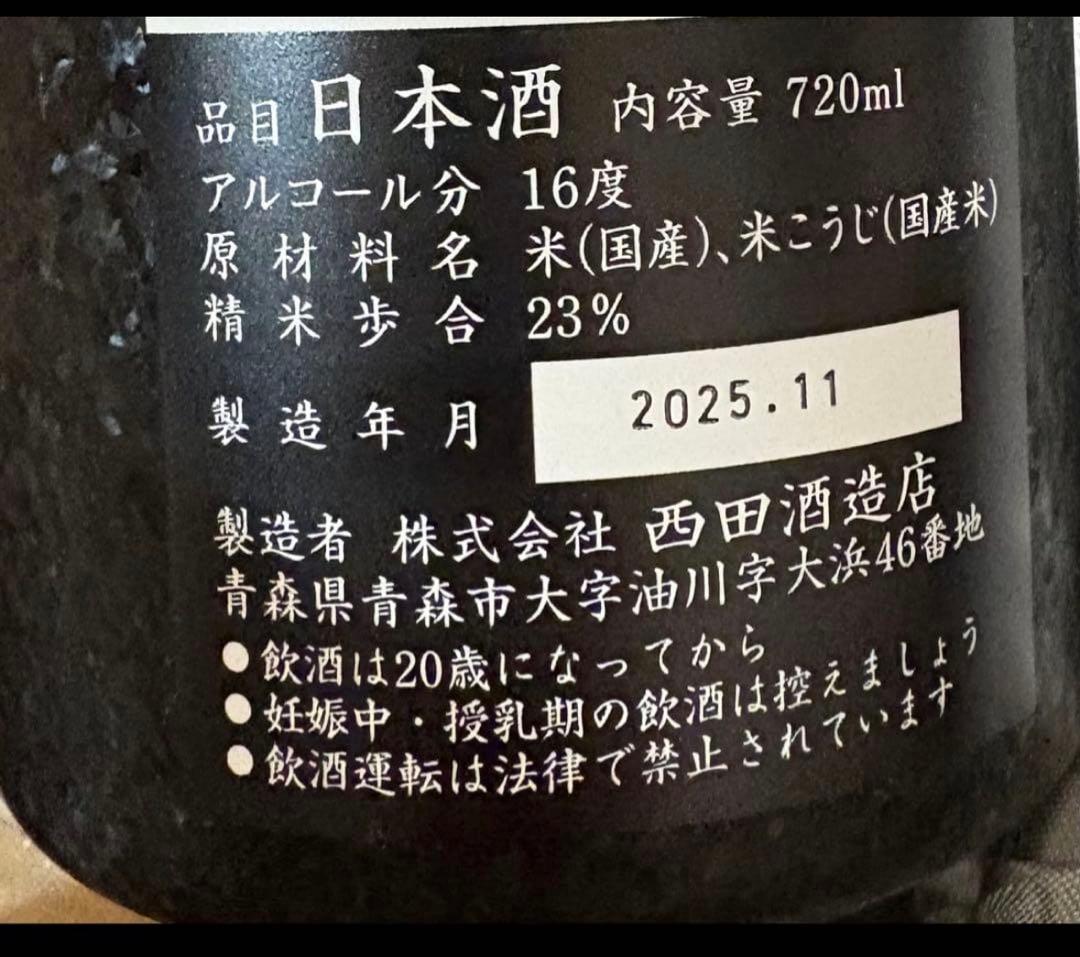 品目 日本酒 内容量 720ml
アルコール分 16度
原材料名 米(国産)、米こうじ(国産米)
精米歩合 23%
製造年月 2025.11
製造者 株式会社 西田酒造店
青森県青森市大字油川字大浜46番地
●飲酒は20歳になってから
●妊娠中・授乳期の飲酒は控えましょう
●飲酒運転は法律で禁止されています